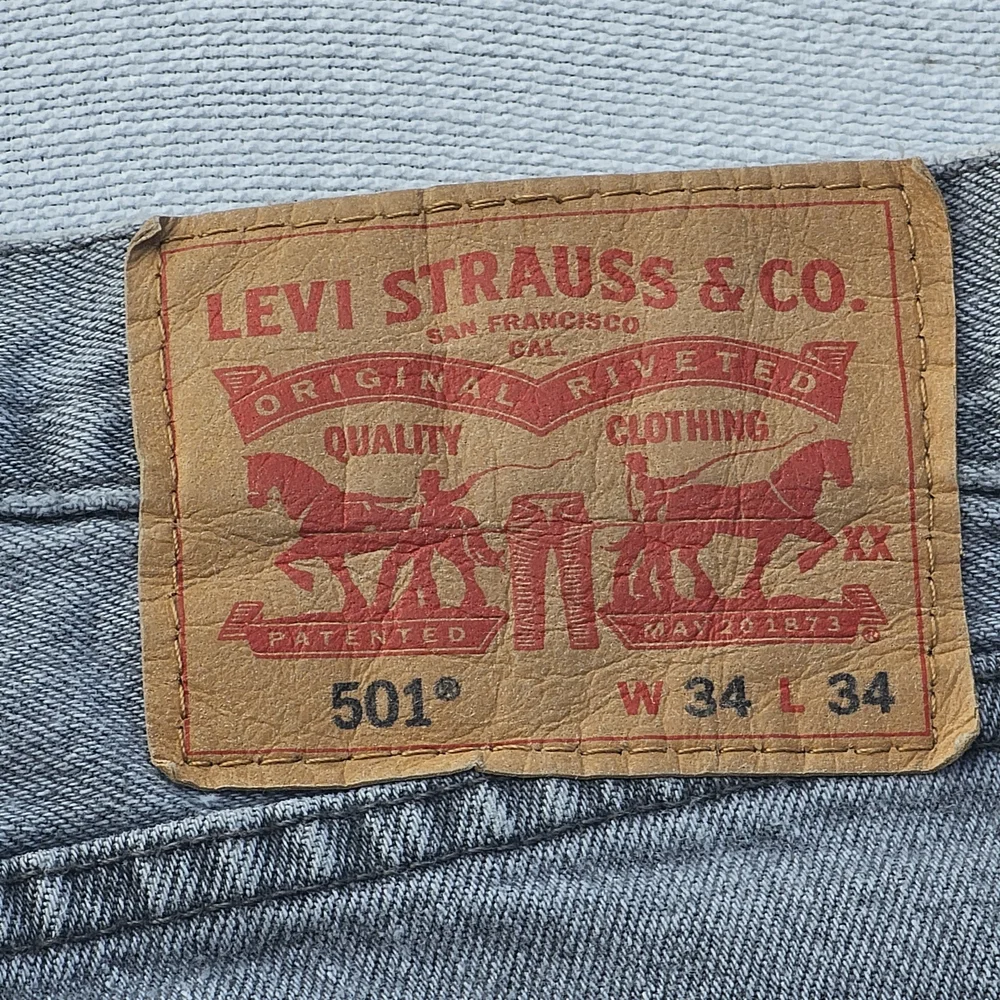 LEVI STRAUSS & CO.
SAN FRANCISCO
CAL.
ORIGINAL RIVETED
QUALITY CLOTHING
XX
PATENTED MAY 20 1873 ®
501® W 34 L 34